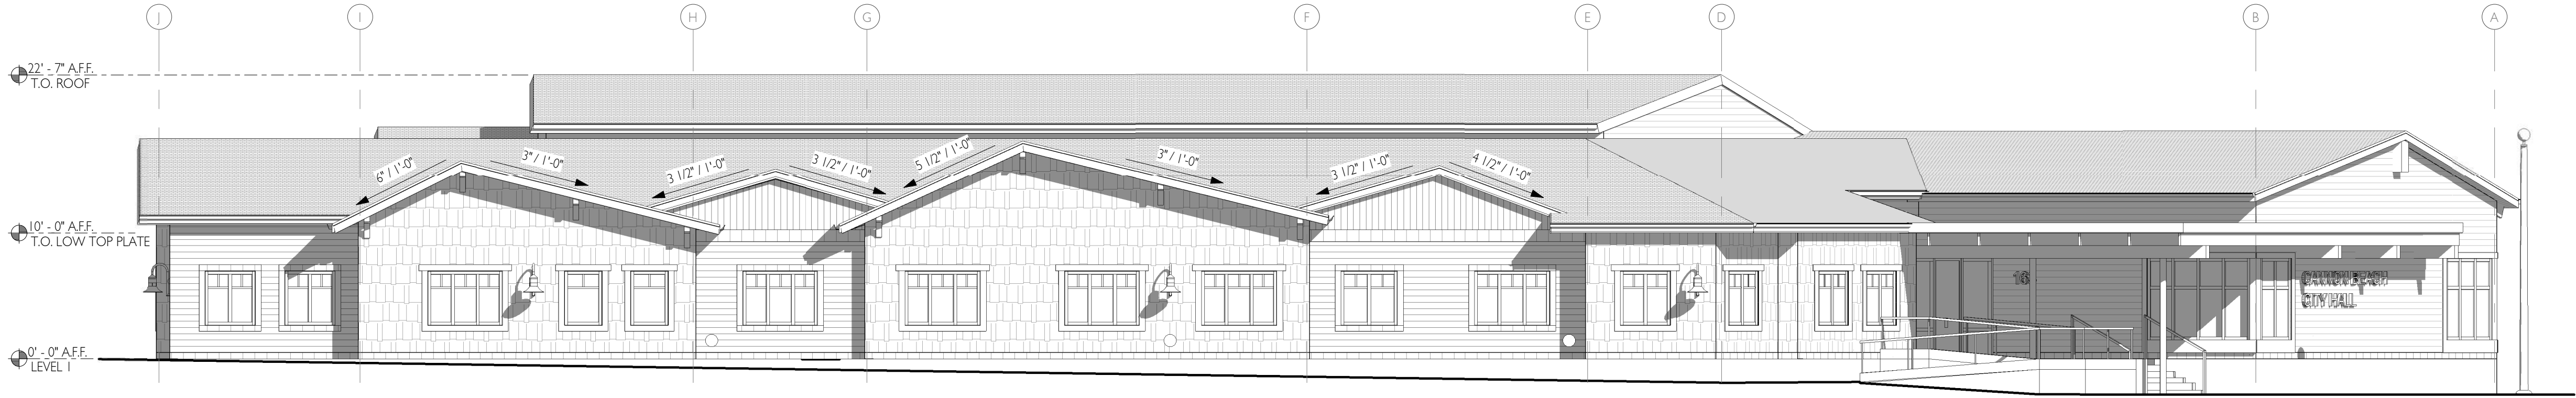 J I H G F E D B A
22' - 7" A.F.F.
T.O. ROOF
6" / 1'-0"
3" / 1'-0"
3 1/2" / 1'-0"
3 1/2" / 1'-0"
5 1/2" / 1'-0"
3" / 1'-0"
3 1/2" / 1'-0"
4 1/2" / 1'-0"
10' - 0" A.F.F.
T.O. LOW TOP PLATE
CANNON BEACH
CITY HALL
0' - 0" A.F.F.
LEVEL 1